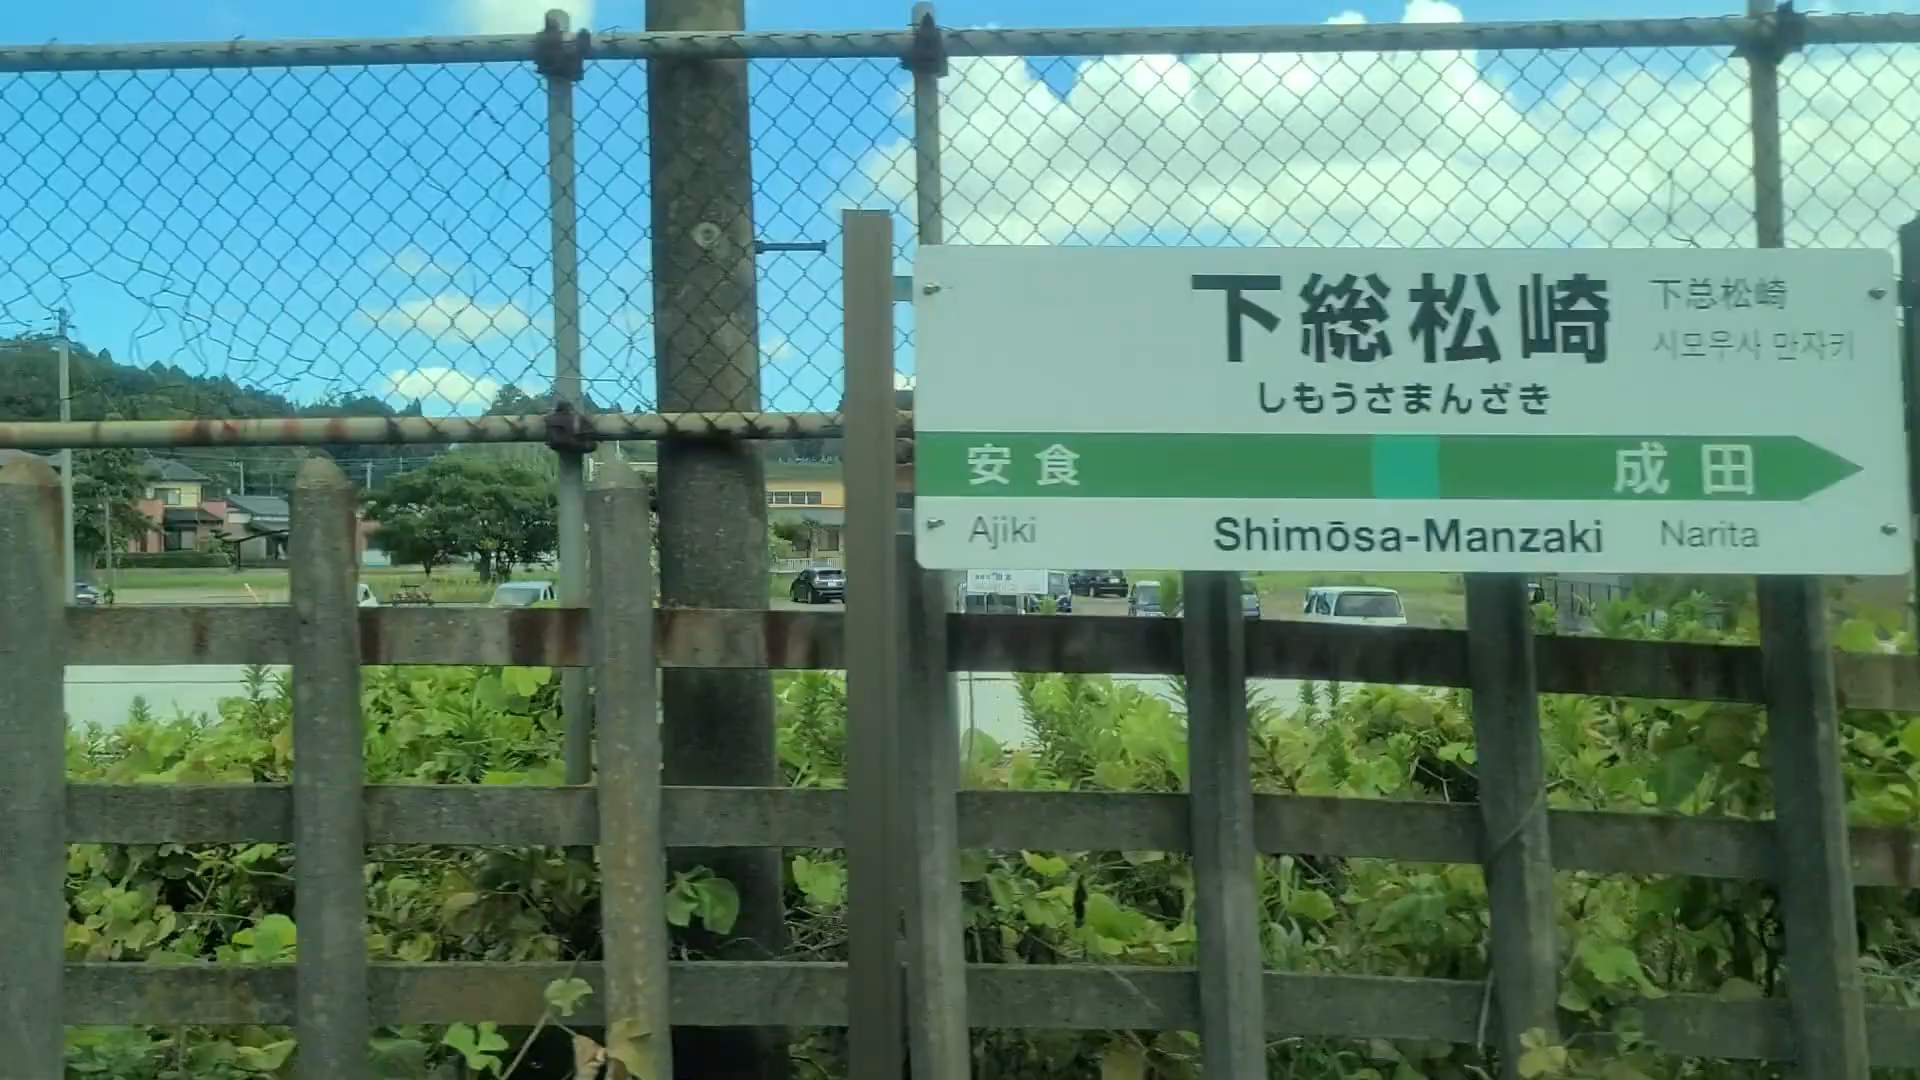 下総松崎
下总松崎
시모우사 만자키
しもうさまんざき
安食
成田
Ajiki
Shimōsa-Manzaki
Narita